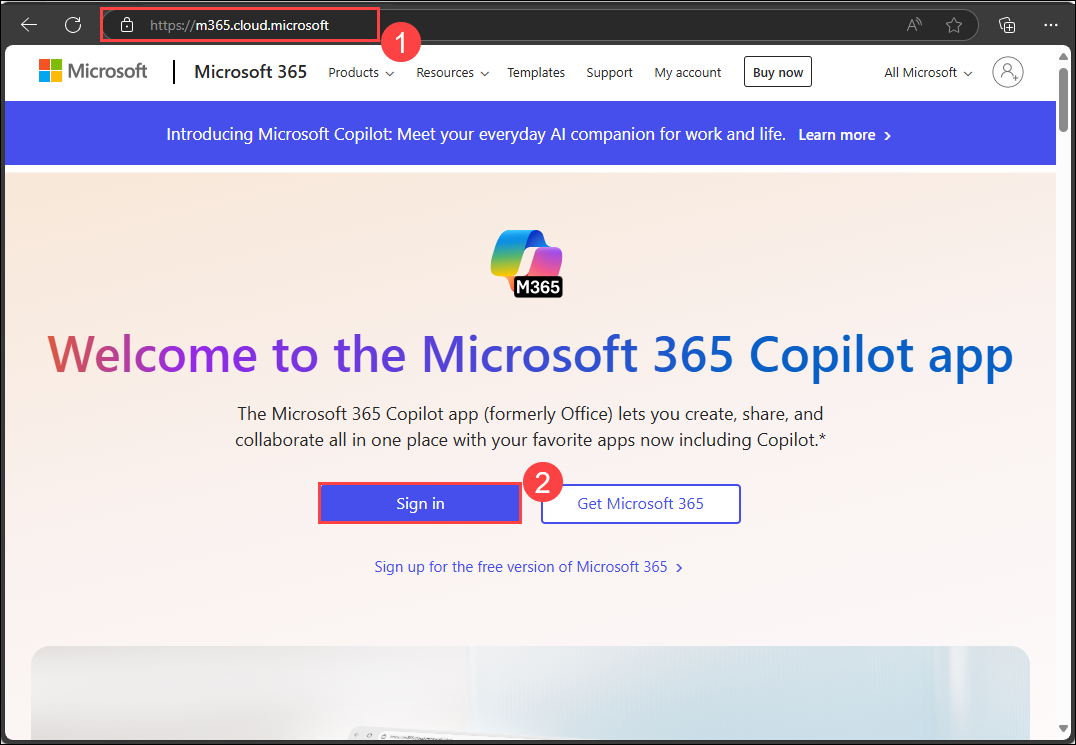 https://m365.cloud.microsoft
1
Microsoft Microsoft 365 Products Resources Templates Support My account Buy now All Microsoft
Introducing Microsoft Copilot: Meet your everyday AI companion for work and life. Learn more
M365
Welcome to the Microsoft 365 Copilot app
The Microsoft 365 Copilot app (formerly Office) lets you create, share, and
collaborate all in one place with your favorite apps now including Copilot.*
2
Sign in Get Microsoft 365
Sign up for the free version of Microsoft 365